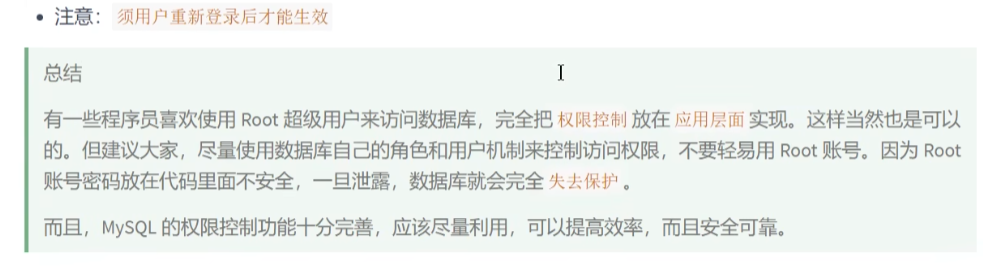 • 注意：须用户重新登录后才能生效
总结
有一些程序员喜欢使用 Root 超级用户来访问数据库，完全把 权限控制 放在 应用层面 实现。这样当然也是可以
的。但建议大家，尽量使用数据库自己的角色和用户机制来控制访问权限，不要轻易用 Root 账号。因为 Root
账号密码放在代码里面不安全，一旦泄露，数据库就会完全 失去保护 。
而且，MySQL 的权限控制功能十分完善，应该尽量利用，可以提高效率，而且安全可靠。